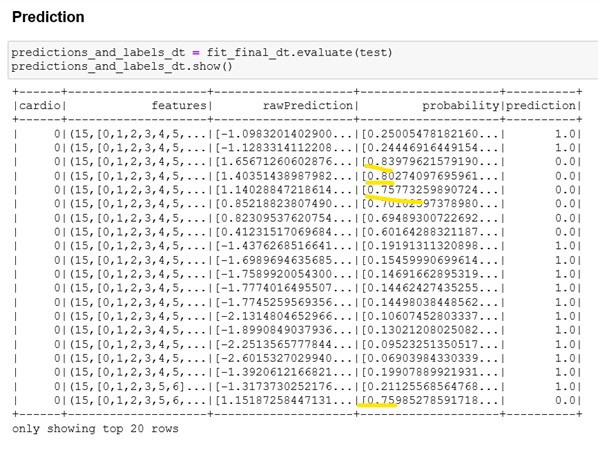 Prediction
predictions_and_labels_dt = fit_final_dt.evaluate(test)
predictions_and_labels_dt.show()
+------+--------------------+--------------------+--------------------+----------+
|cardio|            features|       rawPrediction|         probability|prediction|
+------+--------------------+--------------------+--------------------+----------+
|     0|(15,[0,1,2,3,4,5,...|[-1.0983201402900...|[0.25005478182160...|       1.0|
|     0|(15,[0,1,2,3,4,5,...|[-1.1283314112208...|[0.24446916449154...|       1.0|
|     0|(15,[0,1,2,3,4,5,...|[1.65671260602876...|[0.83979621579190...|       0.0|
|     0|(15,[0,1,2,3,4,5,...|[1.40351438987982...|[0.80274097695961...|       0.0|
|     0|(15,[0,1,2,3,4,5,...|[1.14028847218614...|[0.75773259890724...|       0.0|
|     0|(15,[0,1,2,3,4,5,...|[0.85218823807490...|[0.70102597378980...|       0.0|
|     0|(15,[0,1,2,3,4,5,...|[0.82309537620754...|[0.69489300722692...|       0.0|
|     0|(15,[0,1,2,3,4,5,...|[0.41231517069684...|[0.60164288321187...|       0.0|
|     0|(15,[0,1,2,3,4,5,...|[-1.4376268516641...|[0.19191311320898...|       1.0|
|     0|(15,[0,1,2,3,4,5,...|[-1.6989694635685...|[0.15459990699614...|       1.0|
|     0|(15,[0,1,2,3,4,5,...|[-1.7589920054300...|[0.14691662895319...|       1.0|
|     0|(15,[0,1,2,3,4,5,...|[-1.7774016495507...|[0.14462427435255...|       1.0|
|     0|(15,[0,1,2,3,4,5,...|[-1.7745259569356...|[0.14498038448562...|       1.0|
|     0|(15,[0,1,2,3,4,5,...|[-2.1314804652966...|[0.10607452803337...|       1.0|
|     0|(15,[0,1,2,3,4,5,...|[-1.8990849037936...|[0.13021208025082...|       1.0|
|     0|(15,[0,1,2,3,4,5,...|[-2.2513565777844...|[0.09523251350517...|       1.0|
|     0|(15,[0,1,2,3,4,5,...|[-2.6015327029940...|[0.06903984330339...|       1.0|
|     0|(15,[0,1,2,3,4,5,...|[-1.3920612166821...|[0.19907889921931...|       1.0|
|     0|(15,[0,1,2,3,5,6]...|[-1.3173730252176...|[0.21125568564768...|       1.0|
|     0|(15,[0,1,2,3,5,6,...|[1.15187258447131...|[0.75985278591718...|       0.0|
+------+--------------------+--------------------+--------------------+----------+
only showing top 20 rows